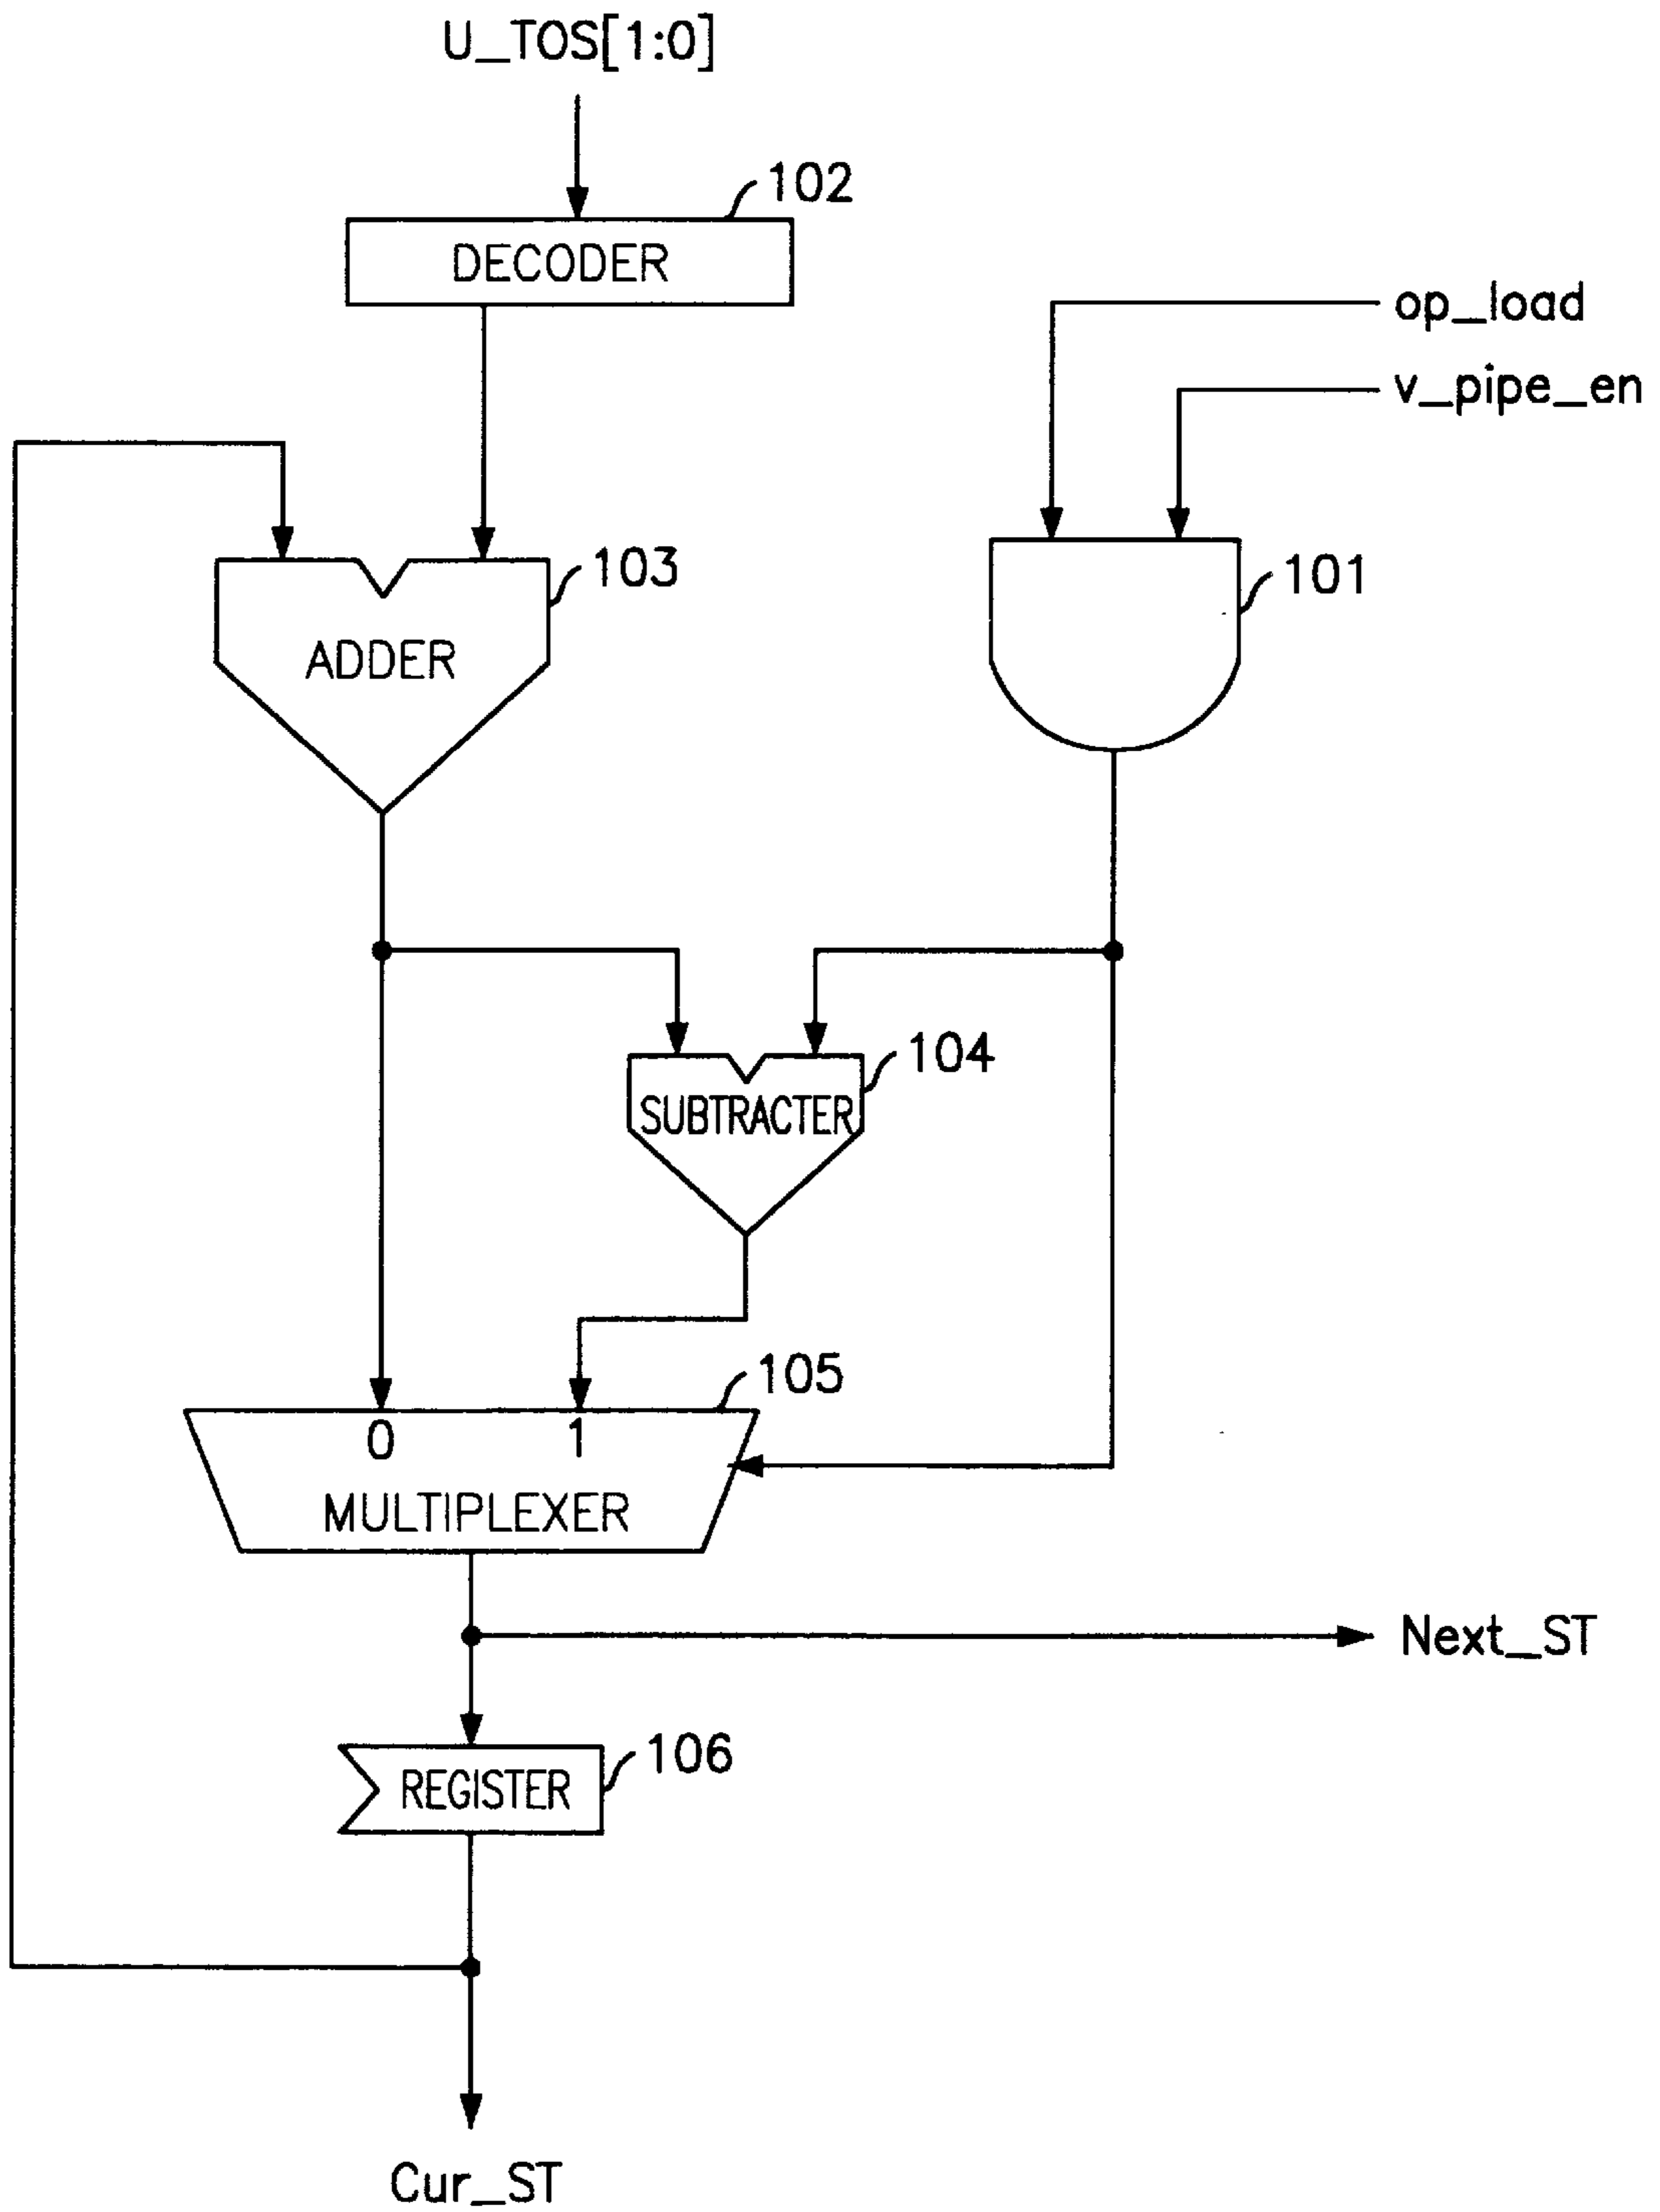 U_TOS[1:0]
102
DECODER
op_load
v_pipe_en
103
ADDER
101
104
SUBTRACTER
105
0 1
MULTIPLEXER
Next_ST
106
REGISTER
Cur_ST